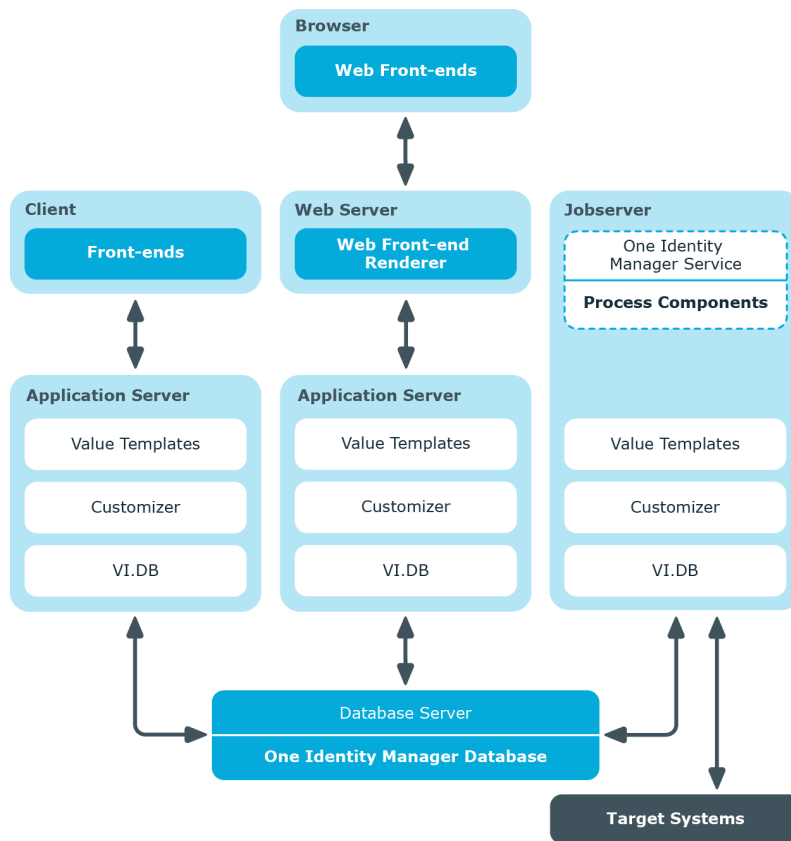 Browser
Web Front-ends
Client
Front-ends
Web Server
Web Front-end
Renderer
Jobserver
One Identity
Manager Service
Process Components
Application Server
Value Templates
Customizer
VI.DB
Application Server
Value Templates
Customizer
VI.DB
Value Templates
Customizer
VI.DB
Database Server
One Identity Manager Database
Target Systems